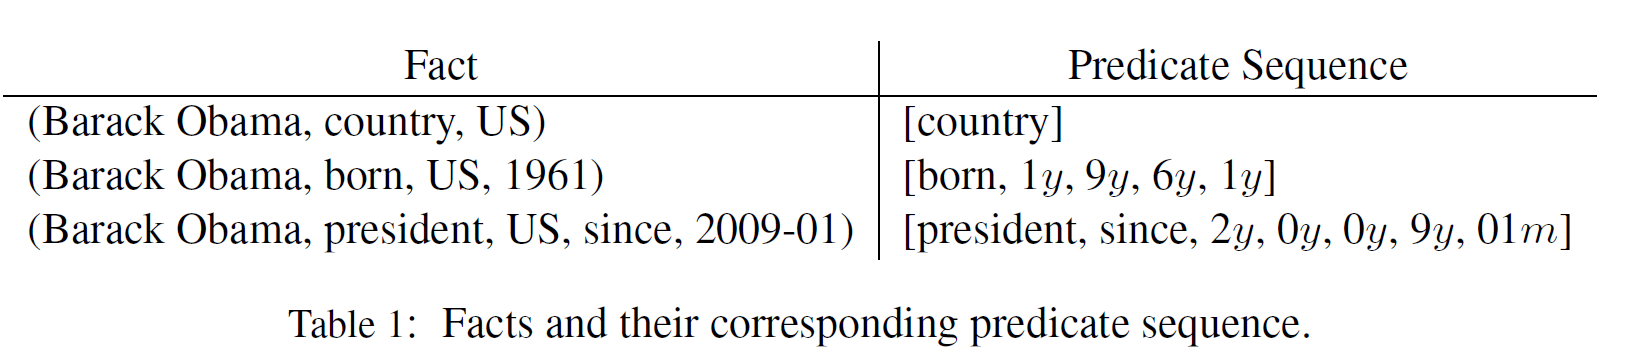 Fact Predicate Sequence
(Barack Obama, country, US) [country]
(Barack Obama, born, US, 1961) [born, 1y, 9y, 6y, 1y]
(Barack Obama, president, US, since, 2009-01) [president, since, 2y, 0y, 0y, 9y, 01m]
Table 1: Facts and their corresponding predicate sequence.